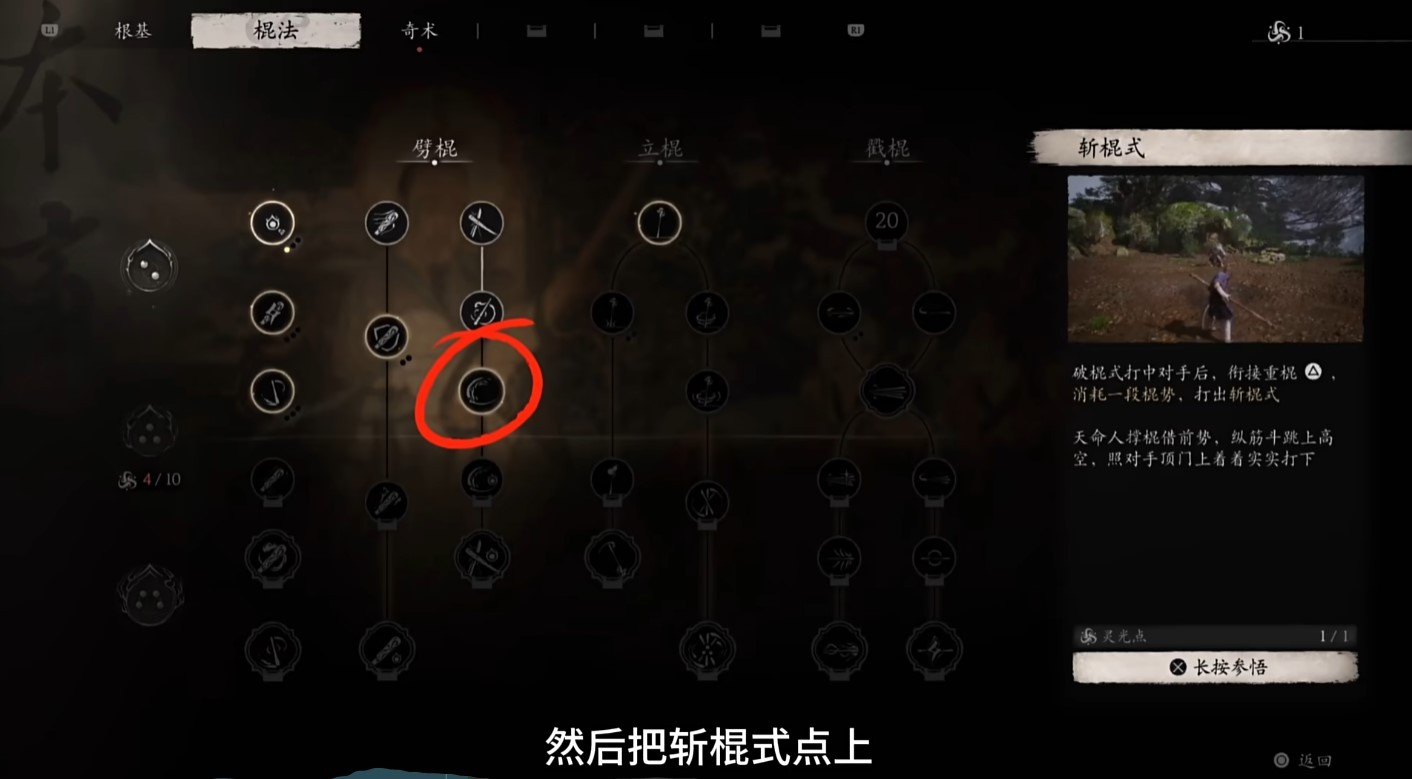 L1
根基
棍法
奇术
R1
1
劈棍
立棍
戳棍
20
4/10
斩棍式
破棍式打中对手后，衔接重棍△，
消耗一段棍势，打出斩棍式
天命人撑棍借前势，纵筋斗跳上高
空，照对手顶门上着着实实打下
灵光点
1/1
长按参悟
然后把斩棍式点上
返回